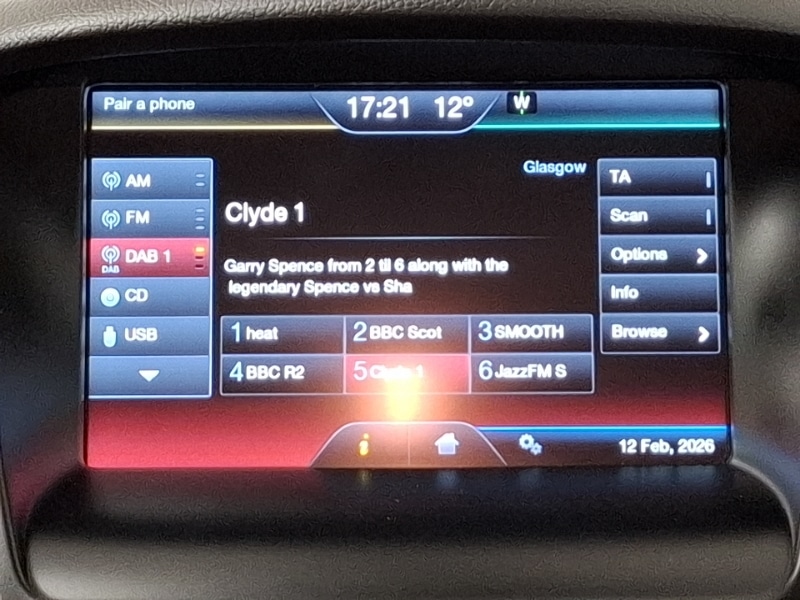 Pair a phone
17:21 12°
W
AM
FM
DAB 1
DAB
CD
USB
Glasgow
Clyde 1
Garry Spence from 2 til 6 along with the
legendary Spence vs Sha
1 heat
2 BBC Scot
3 SMOOTH
4 BBC R2
5 Clyde 1
6 JazzFM S
TA
Scan
Options
Info
Browse
i
12 Feb, 2026